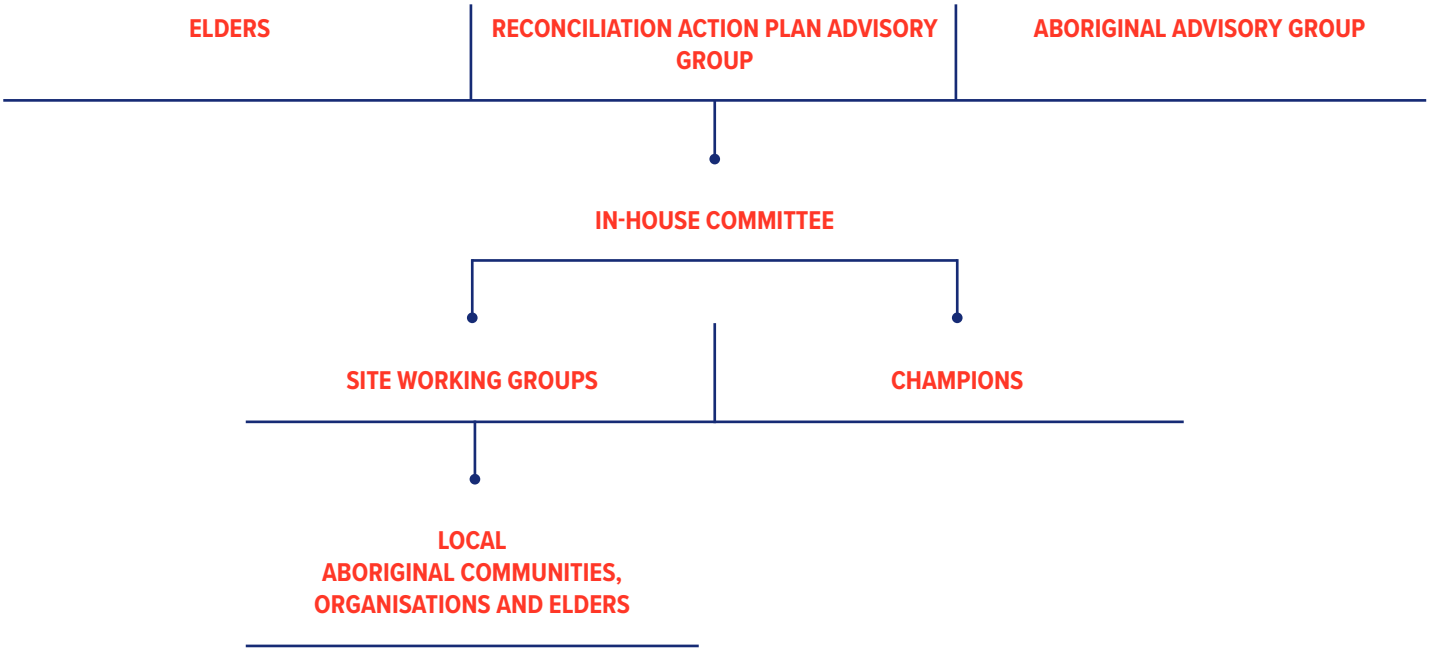 ELDERS
RECONCILIATION ACTION PLAN ADVISORY
GROUP
ABORIGINAL ADVISORY GROUP
IN-HOUSE COMMITTEE
SITE WORKING GROUPS
CHAMPIONS
LOCAL
ABORIGINAL COMMUNITIES,
ORGANISATIONS AND ELDERS